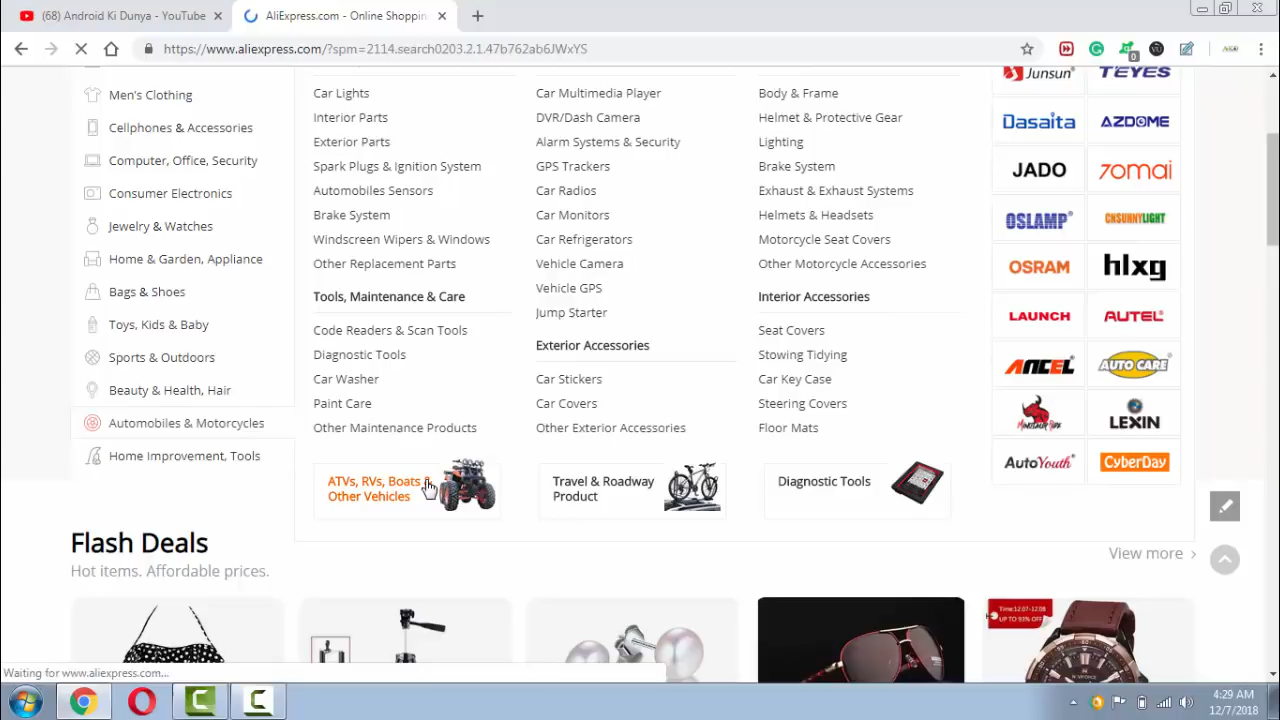 (68) Android Ki Dunya - YouTube
AliExpress.com - Online Shoppin
https://www.aliexpress.com/?spm=2114.search0203.2.1.47b762ab6JWxYS
0
Men's Clothing
Cellphones & Accessories
Computer, Office, Security
Consumer Electronics
Jewelry & Watches
Home & Garden, Appliance
Bags & Shoes
Toys, Kids & Baby
Sports & Outdoors
Beauty & Health, Hair
Automobiles & Motorcycles
Home Improvement, Tools
Car Lights
Interior Parts
Exterior Parts
Spark Plugs & Ignition System
Automobiles Sensors
Brake System
Windscreen Wipers & Windows
Other Replacement Parts
Tools, Maintenance & Care
Code Readers & Scan Tools
Diagnostic Tools
Car Washer
Paint Care
Other Maintenance Products
Car Multimedia Player
DVR/Dash Camera
Alarm Systems & Security
GPS Trackers
Car Radios
Car Monitors
Car Refrigerators
Vehicle Camera
Vehicle GPS
Jump Starter
Exterior Accessories
Car Stickers
Car Covers
Other Exterior Accessories
Body & Frame
Helmet & Protective Gear
Lighting
Brake System
Exhaust & Exhaust Systems
Helmets & Headsets
Motorcycle Seat Covers
Other Motorcycle Accessories
Interior Accessories
Seat Covers
Stowing Tidying
Car Key Case
Steering Covers
Floor Mats
Junsun TEYES
Dasaita AZDOME
JADO 70mai
OSLAMP CNSUNNYLIGHT
OSRAM hlxg
LAUNCH AUTEL
ANCEL AUTO CARE
LEXIN
AutoYouth CyberDay
ATVs, RVs, Boats &
Other Vehicles
Travel & Roadway
Product
Diagnostic Tools
Flash Deals
Hot items. Affordable prices.
View more
Time:12.07-12.08
UP TO 93% OFF
Waiting for www.aliexpress.com...
4:29 AM
12/7/2018